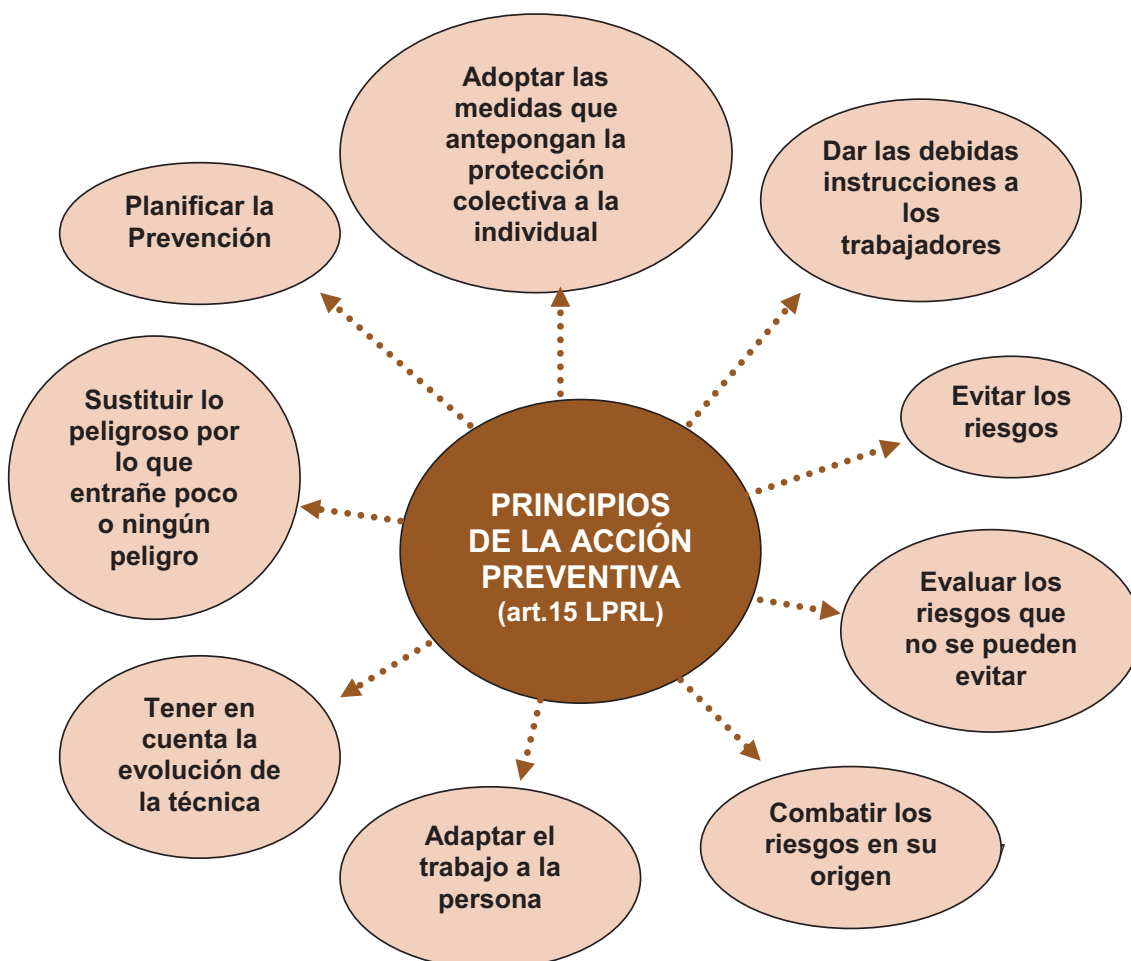 Adoptar las
medidas que
antepongan la
protección
colectiva a la
individual
Dar las debidas
instrucciones a
los
trabajadores
Planificar la
Prevención
Evitar los
riesgos
Sustituir lo
peligroso por
lo que
entrañe poco
o ningún
peligro
PRINCIPIOS
DE LA ACCIÓN
PREVENTIVA
(art.15 LPRL)
Evaluar los
riesgos que
no se pueden
evitar
Tener en
cuenta la
evolución de
la técnica
Adaptar el
trabajo a la
persona
Combatir los
riesgos en su
origen